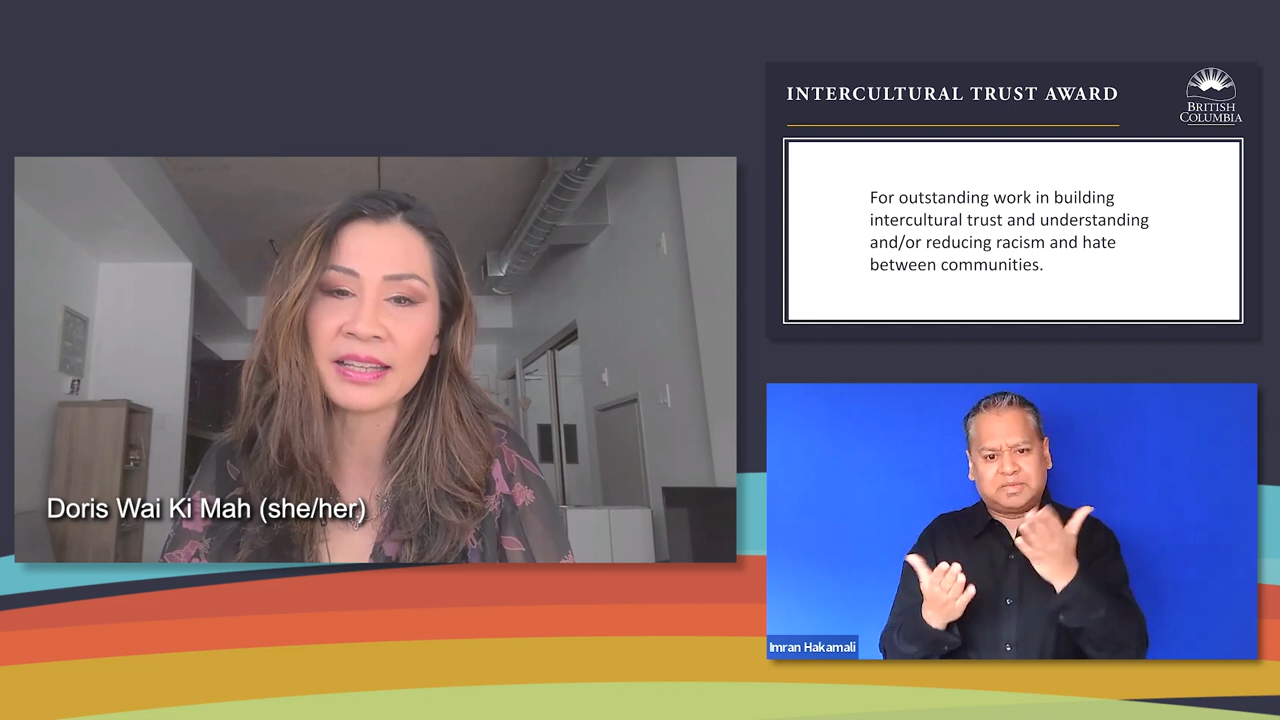 INTERCULTURAL TRUST AWARD
BRITISH
COLUMBIA
For outstanding work in building
intercultural trust and understanding
and/or reducing racism and hate
between communities.
Doris Wai Ki Mah (she/her)
Imran Hakamali